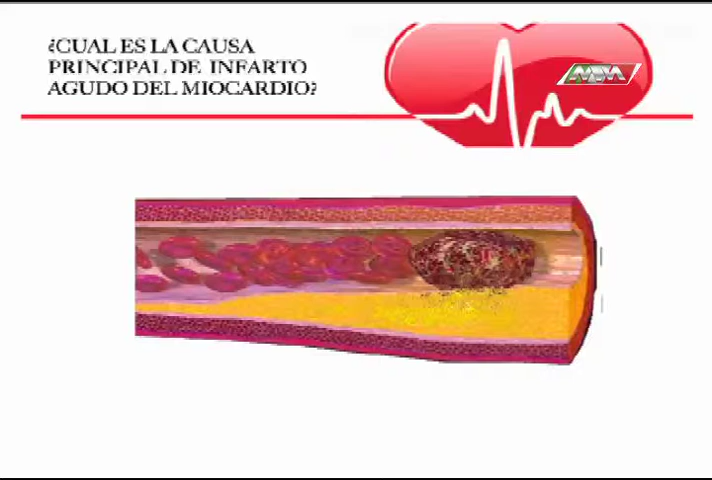 ¿CUAL ES LA CAUSA
PRINCIPAL DE INFARTO
AGUDO DEL MIOCARDIO?